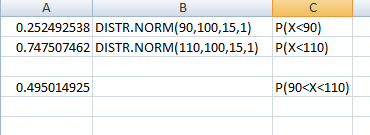 A B C
0.252492538 DISTR.NORM(90,100,15,1) P(X<90)
0.747507462 DISTR.NORM(110,100,15,1) P(X<110)
0.495014925 P(90<X<110)